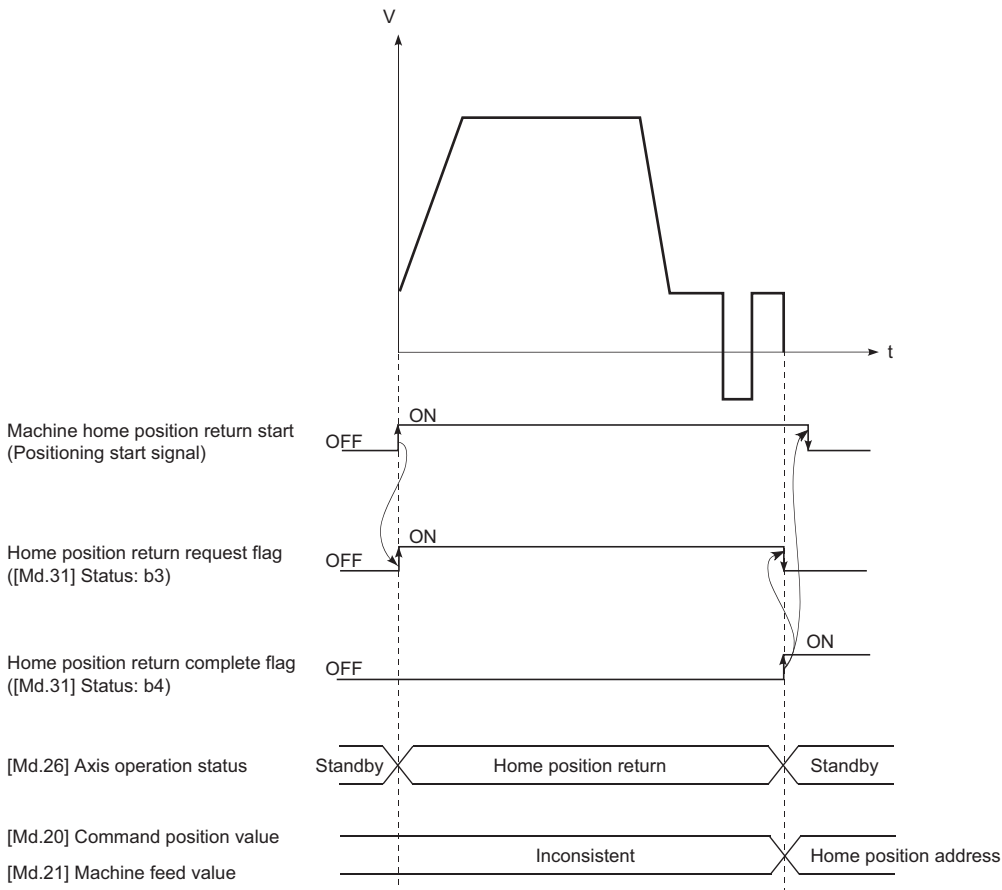 V
t
Machine home position return start
(Positioning start signal)
OFF
ON
Home position return request flag
([Md.31] Status: b3)
OFF
ON
Home position return complete flag
([Md.31] Status: b4)
OFF
ON
[Md.26] Axis operation status
Standby
Home position return
Standby
[Md.20] Command position value
[Md.21] Machine feed value
Inconsistent
Home position address